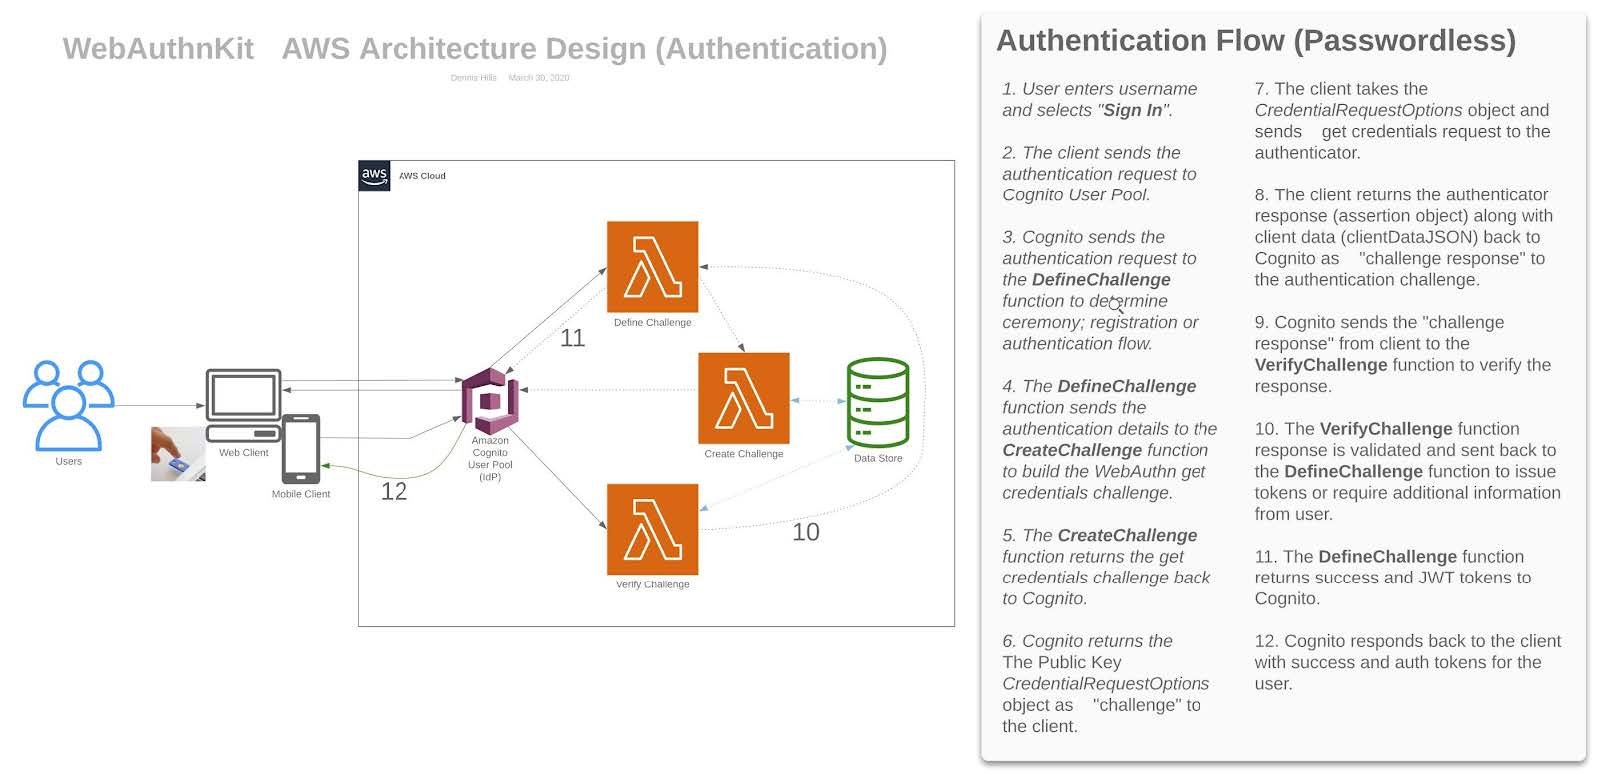 WebAuthnKit AWS Architecture Design (Authentication)
Dennis Hills March 30, 2020
aws
AWS Cloud
Define Challenge
11
Users
Web Client
Mobile Client
12
Amazon
Cognito
User Pool
(IdP)
Create Challenge
Data Store
10
Verify Challenge
Authentication Flow (Passwordless)
1. User enters username
and selects "Sign In".
2. The client sends the
authentication request to
Cognito User Pool.
3. Cognito sends the
authentication request to
the DefineChallenge
function to determine
ceremony; registration or
authentication flow.
4. The DefineChallenge
function sends the
authentication details to the
CreateChallenge function
to build the WebAuthn get
credentials challenge.
5. The CreateChallenge
function returns the get
credentials challenge back
to Cognito.
6. Cognito returns the
The Public Key
CredentialRequestOptions
object as "challenge" to
the client.
7. The client takes the
CredentialRequestOptions object and
sends get credentials request to the
authenticator.
8. The client returns the authenticator
response (assertion object) along with
client data (clientDataJSON) back to
Cognito as "challenge response" to
the authentication challenge.
9. Cognito sends the "challenge
response" from client to the
VerifyChallenge function to verify the
response.
10. The VerifyChallenge function
response is validated and sent back to
the DefineChallenge function to issue
tokens or require additional information
from user.
11. The DefineChallenge function
returns success and JWT tokens to
Cognito.
12. Cognito responds back to the client
with success and auth tokens for the
user.